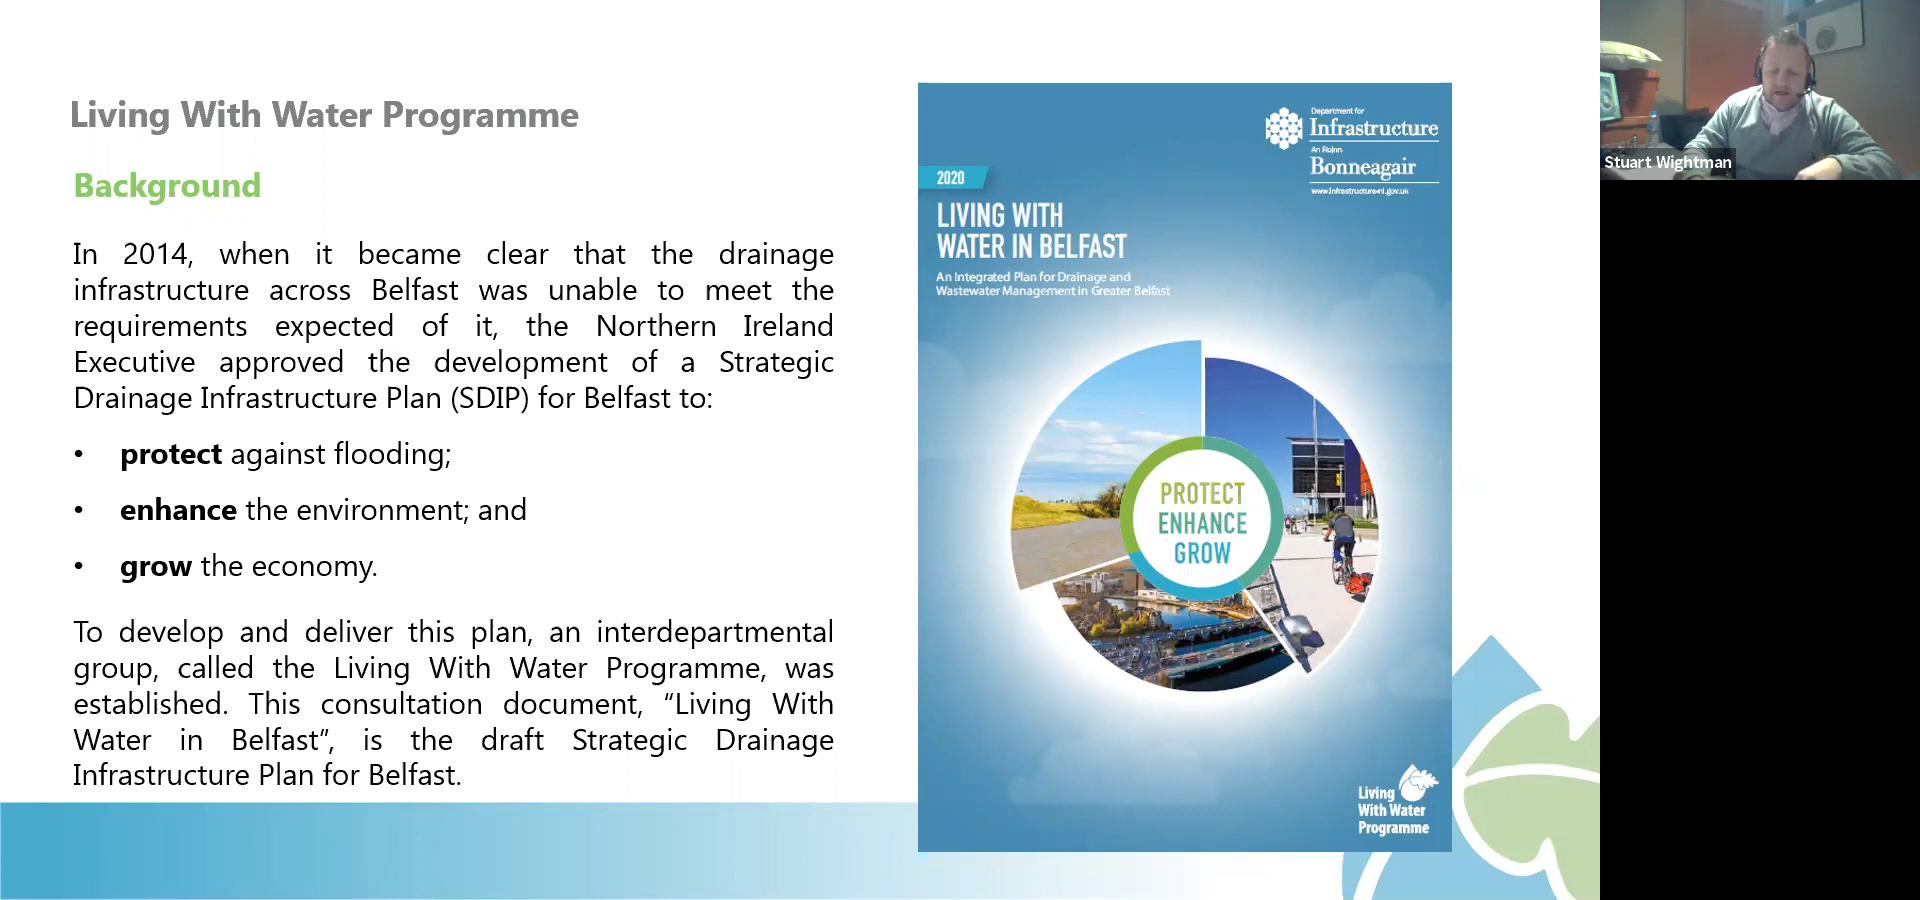 Living With Water Programme
Background
In 2014, when it became clear that the drainage
infrastructure across Belfast was unable to meet the
requirements expected of it, the Northern Ireland
Executive approved the development of a Strategic
Drainage Infrastructure Plan (SDIP) for Belfast to:
• protect against flooding;
• enhance the environment; and
• grow the economy.
To develop and deliver this plan, an interdepartmental
group, called the Living With Water Programme, was
established. This consultation document, “Living With
Water in Belfast”, is the draft Strategic Drainage
Infrastructure Plan for Belfast.
Department for
Infrastructure
An Roinn
Bonneagair
www.infrastructure-ni.gov.uk
2020
LIVING WITH
WATER IN BELFAST
An Integrated Plan for Drainage and
Wastewater Management in Greater Belfast
PROTECT
ENHANCE
GROW
Living
With Water
Programme
Stuart Wightman